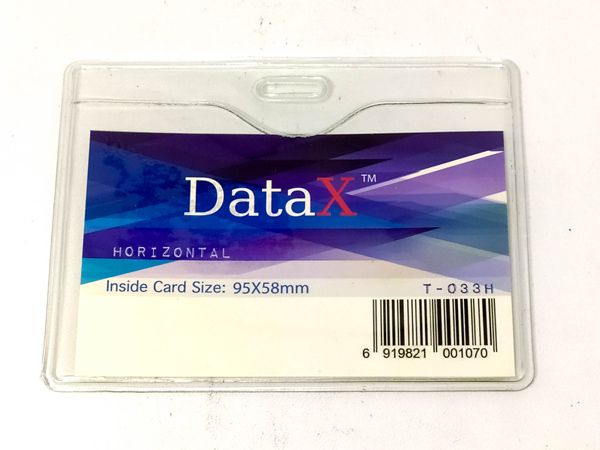 DataX™
HORIZONTAL
Inside Card Size: 95X58mm
T-033H
6 919821 001070